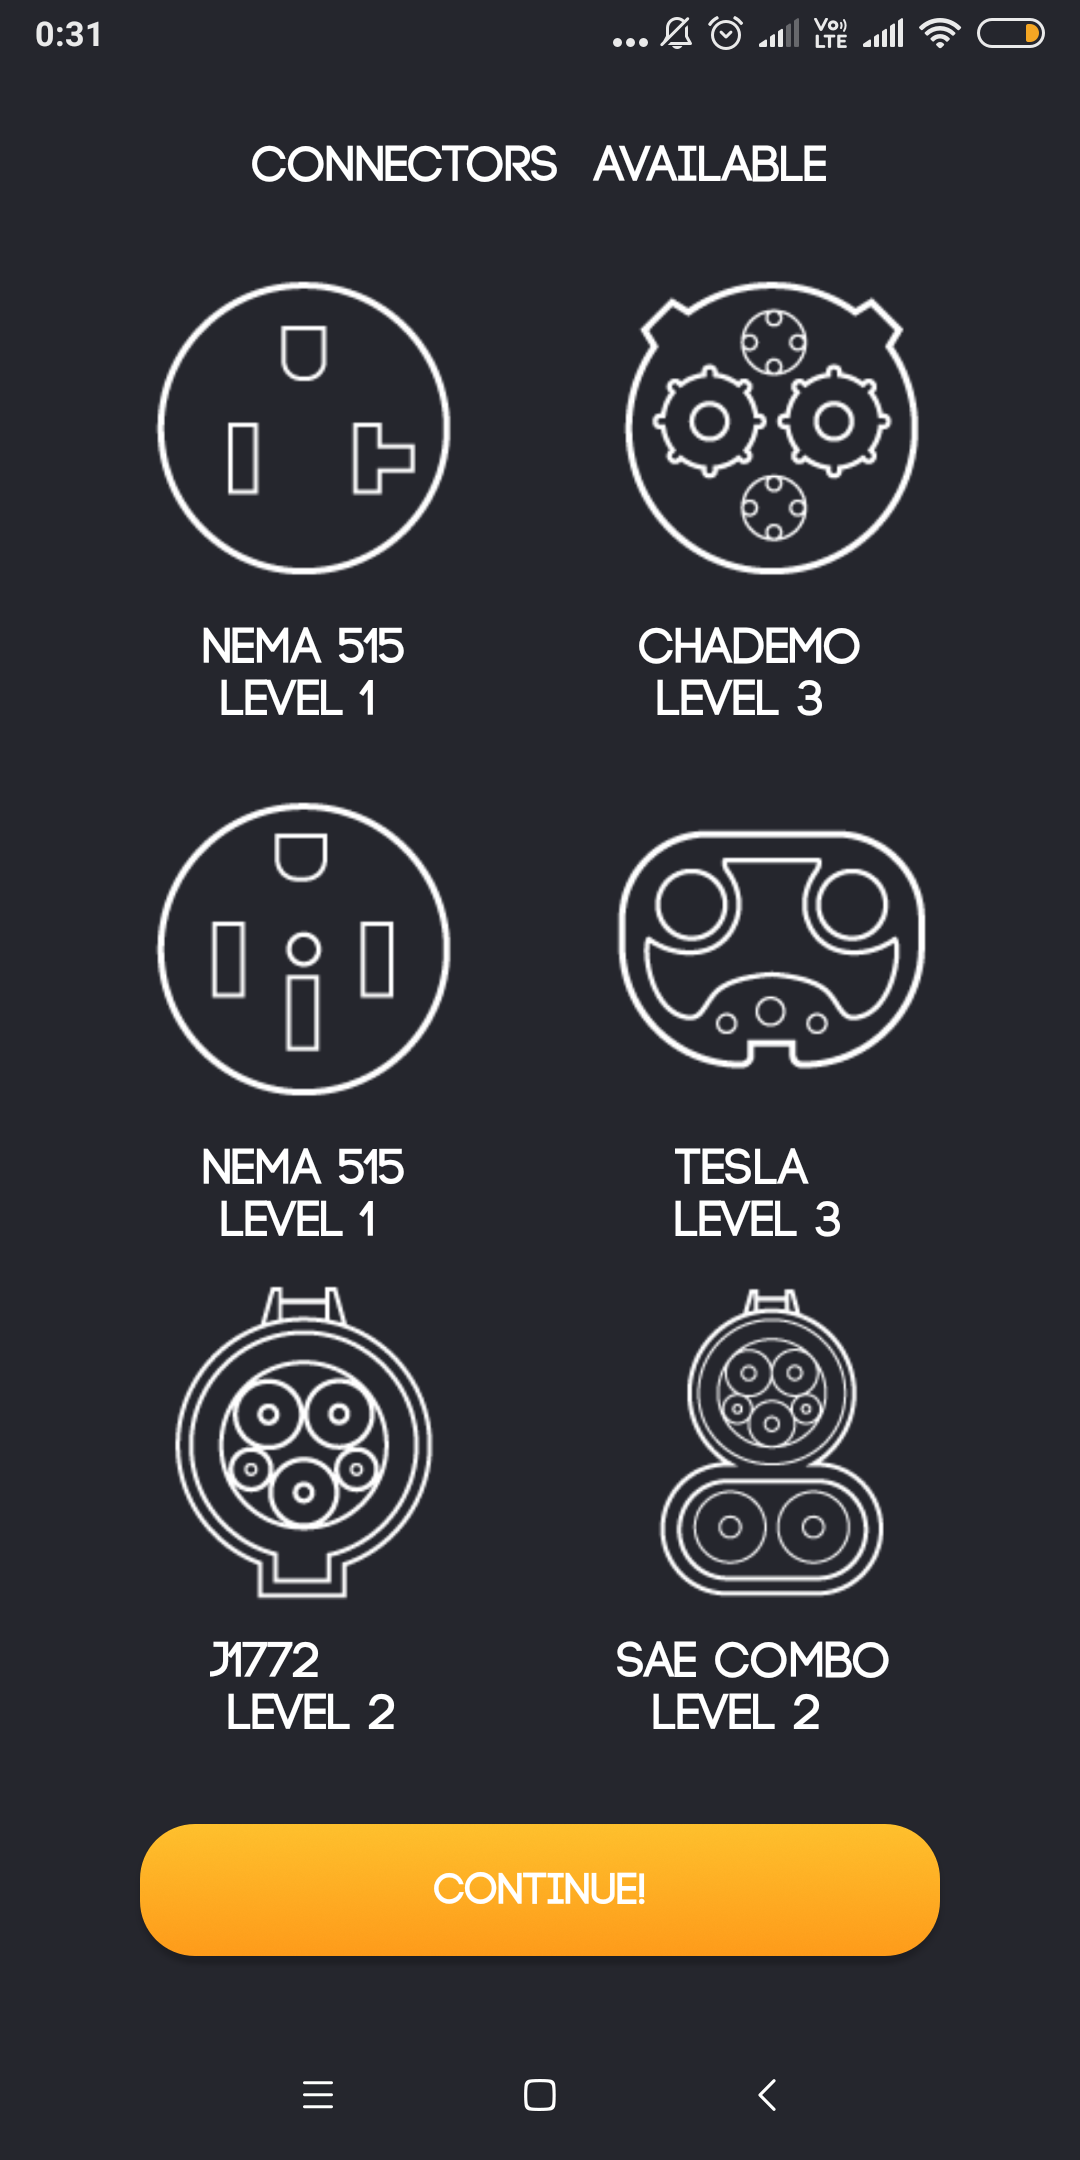 0:31
Vo)) LTE
CONNECTORS AVAILABLE
NEMA 515
LEVEL 1
CHADEMO
LEVEL 3
NEMA 515
LEVEL 1
TESLA
LEVEL 3
J1772
LEVEL 2
SAE COMBO
LEVEL 2
CONTINUE!